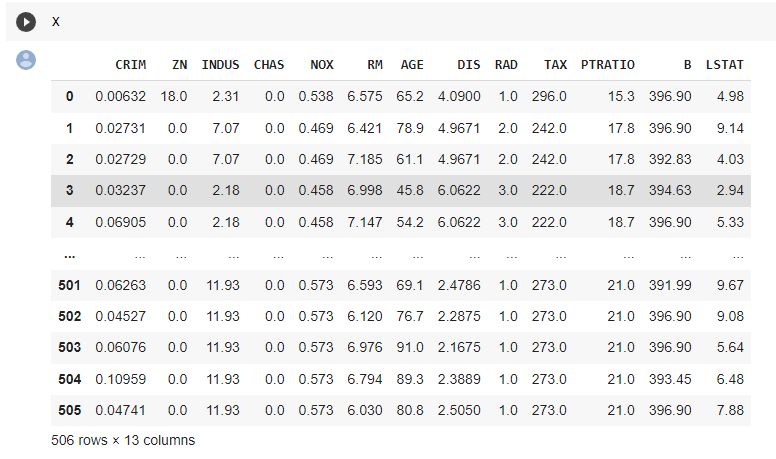 X
CRIM ZN INDUS CHAS NOX RM AGE DIS RAD TAX PTRATIO B LSTAT
0 0.00632 18.0 2.31 0.0 0.538 6.575 65.2 4.0900 1.0 296.0 15.3 396.90 4.98
1 0.02731 0.0 7.07 0.0 0.469 6.421 78.9 4.9671 2.0 242.0 17.8 396.90 9.14
2 0.02729 0.0 7.07 0.0 0.469 7.185 61.1 4.9671 2.0 242.0 17.8 392.83 4.03
3 0.03237 0.0 2.18 0.0 0.458 6.998 45.8 6.0622 3.0 222.0 18.7 394.63 2.94
4 0.06905 0.0 2.18 0.0 0.458 7.147 54.2 6.0622 3.0 222.0 18.7 396.90 5.33
... ... ... ... ... ... ... ... ... ... ... ... ... ...
501 0.06263 0.0 11.93 0.0 0.573 6.593 69.1 2.4786 1.0 273.0 21.0 391.99 9.67
502 0.04527 0.0 11.93 0.0 0.573 6.120 76.7 2.2875 1.0 273.0 21.0 396.90 9.08
503 0.06076 0.0 11.93 0.0 0.573 6.976 91.0 2.1675 1.0 273.0 21.0 396.90 5.64
504 0.10959 0.0 11.93 0.0 0.573 6.794 89.3 2.3889 1.0 273.0 21.0 393.45 6.48
505 0.04741 0.0 11.93 0.0 0.573 6.030 80.8 2.5050 1.0 273.0 21.0 396.90 7.88
506 rows × 13 columns